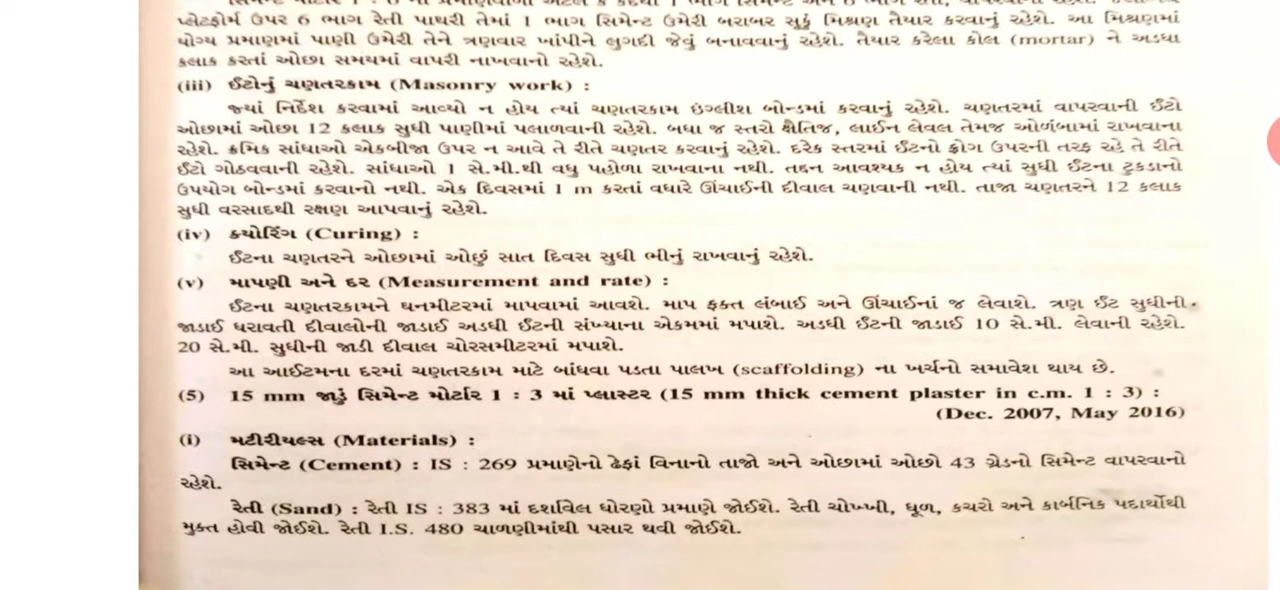 પ્લેટફોર્મ ઉપર 6 ભાગ રેતી પાથરી તેમાં 1 ભાગ સિમેન્ટ ઉમેરી બરાબર સુકું મિશ્રણ તૈયાર કરવાનું રહેશે. આ મિશ્રણમાં
યોગ્ય પ્રમાણમાં પાણી ઉમેરી તેને ત્રણવાર ખાંપીને લુગદી જેવું બનાવવાનું રહેશે. તૈયાર કરેલા કોલ (mortar) ને અડધા
કલાક કરતાં ઓછા સમયમાં વાપરી નાખવાનો રહેશે.
(iii) ઈંટોનું ચણતરકામ (Masonry work) :
જ્યાં નિર્દેશ કરવામાં આવ્યો ન હોય ત્યાં ચણતરકામ ઇંગ્લીશ બોન્ડમાં કરવાનું રહેશે. ચણતરમાં વાપરવાની ઈંટો
ઓછામાં ઓછા 12 કલાક સુધી પાણીમાં પલાળવાની રહેશે. બધા જ સ્તરો ક્ષૈતિજ, લાઈન લેવલ તેમજ ઓળંબામાં રાખવાના
રહેશે. ક્રમિક સાંધાઓ એકબીજા ઉપર ન આવે તે રીતે ચણતર કરવાનું રહેશે. દરેક સ્તરમાં ઈંટનો ફ્રોગ ઉપરની તરફ રહે તે રીતે
ઈંટો ગોઠવવાની રહેશે. સાંધાઓ 1 સે.મી.થી વધુ પહોળા રાખવાના નથી. તદ્દન આવશ્યક ન હોય ત્યાં સુધી ઈંટના ટુકડાનો
ઉપયોગ બોન્ડમાં કરવાનો નથી. એક દિવસમાં 1 m કરતાં વધારે ઊંચાઈની દીવાલ ચણવાની નથી. તાજા ચણતરને 12 કલાક
સુધી વરસાદથી રક્ષણ આપવાનું રહેશે.
(iv) ક્યોરિંગ (Curing) :
ઈંટના ચણતરને ઓછામાં ઓછું સાત દિવસ સુધી ભીનું રાખવાનું રહેશે.
(v) માપણી અને દર (Measurement and rate) :
ઈંટના ચણતરકામને ઘનમીટરમાં માપવામાં આવશે. માપ ફક્ત લંબાઈ અને ઊંચાઈનાં જ લેવાશે. ત્રણ ઈંટ સુધીની
જાડાઈ ધરાવતી દીવાલોની જાડાઈ અડધી ઈંટની સંખ્યાના એકમમાં મપાશે. અડધી ઈંટની જાડાઈ 10 સે.મી. લેવાની રહેશે.
20 સે.મી. સુધીની જાડી દીવાલ ચોરસમીટરમાં મપાશે.
આ આઈટમના દરમાં ચણતરકામ માટે બાંધવા પડતા પાલખ (scaffolding) ના ખર્ચનો સમાવેશ થાય છે.
(5) 15 mm જાડું સિમેન્ટ મોર્ટાર 1 : 3 માં પ્લાસ્ટર (15 mm thick cement plaster in c.m. 1 : 3) :
(Dec. 2007, May 2016)
(i) મટીરીયલ્સ (Materials) :
સિમેન્ટ (Cement) : IS : 269 પ્રમાણેનો ઢેફાં વિનાનો તાજો અને ઓછામાં ઓછો 43 ગ્રેડનો સિમેન્ટ વાપરવાનો
રહેશે.
રેતી (Sand) : રેતી IS : 383 માં દર્શાવેલ ધોરણો પ્રમાણે જોઈશે. રેતી ચોખ્ખી, ધૂળ, કચરો અને કાર્બનિક પદાર્થોથી
મુક્ત હોવી જોઈશે. રેતી I.S. 480 ચાળણીમાંથી પસાર થવી જોઈશે.